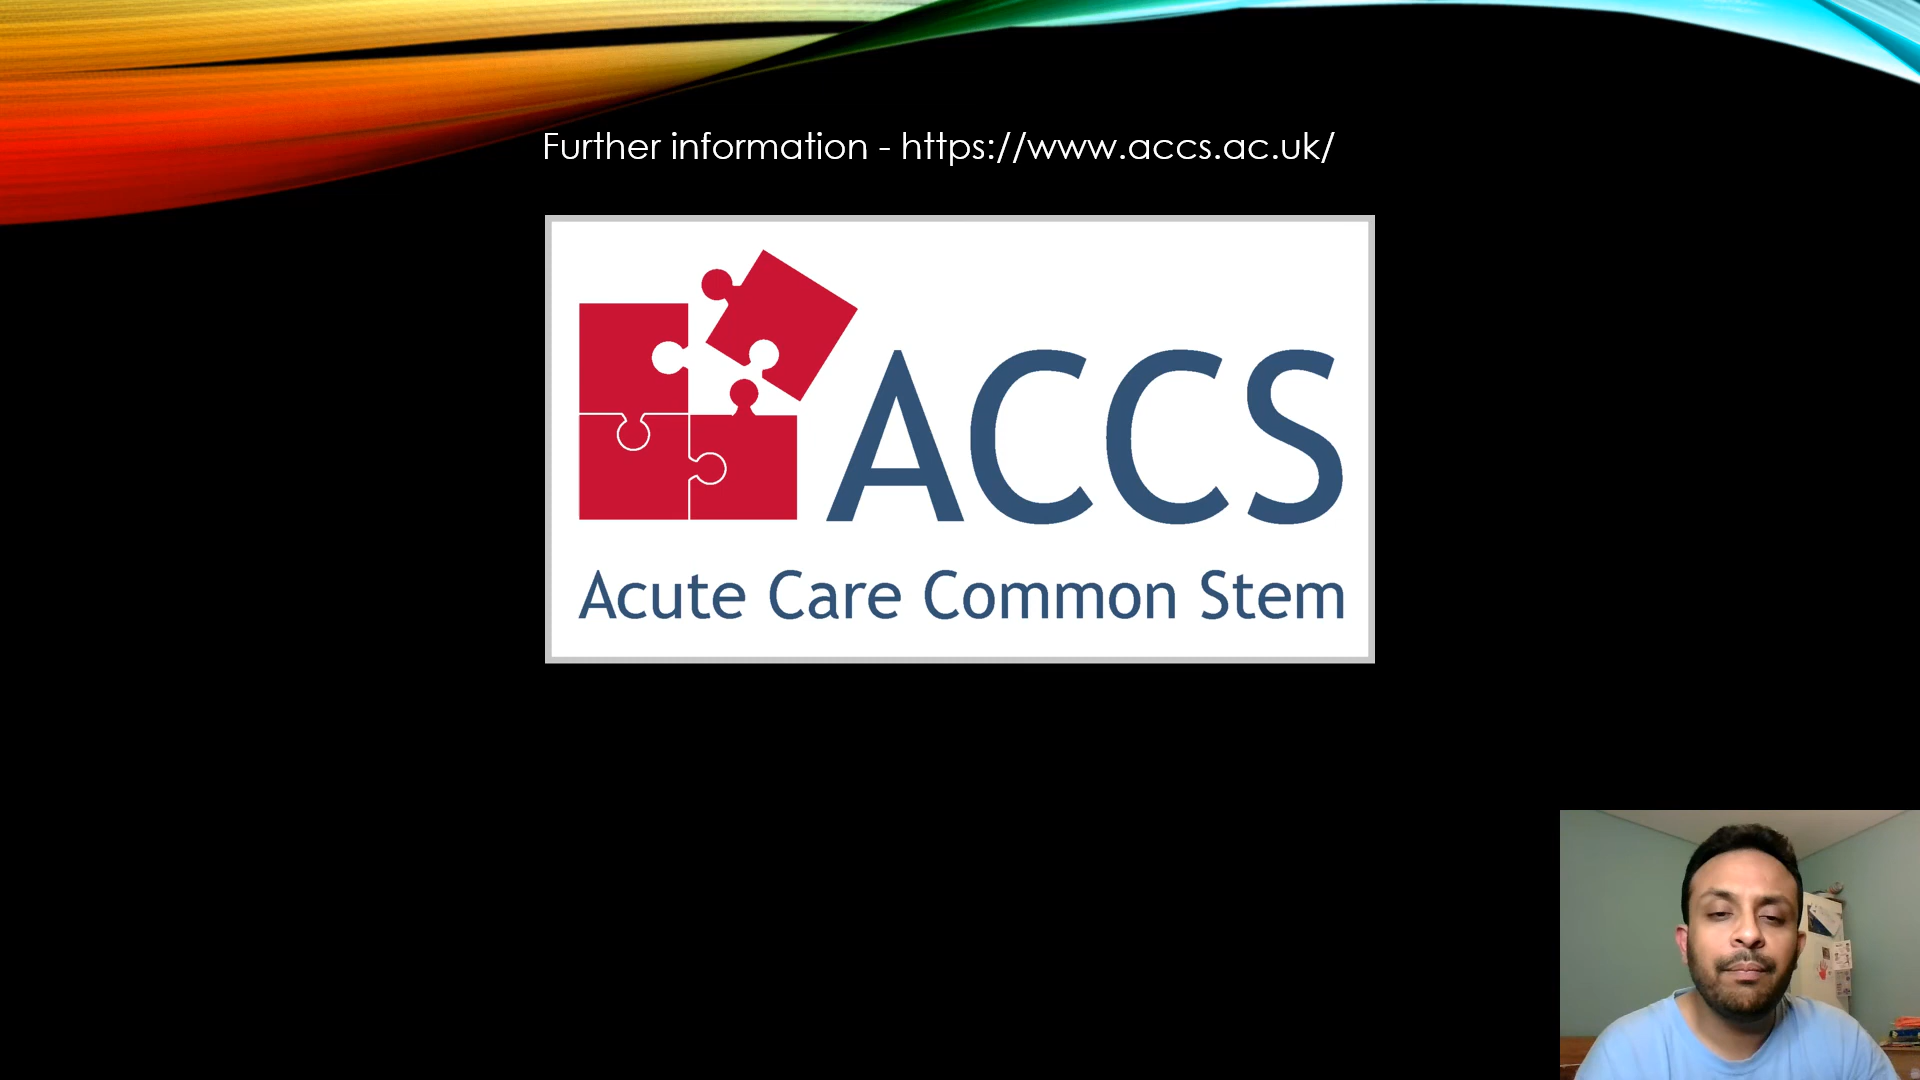 Further information - https://www.accs.ac.uk/
ACCS
Acute Care Common Stem